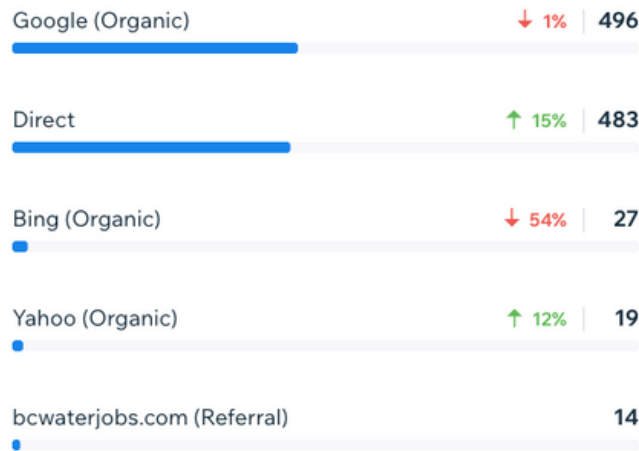 Google (Organic) ↓ 1% 496
Direct ↑ 15% 483
Bing (Organic) ↓ 54% 27
Yahoo (Organic) ↑ 12% 19
bcwaterjobs.com (Referral) 14